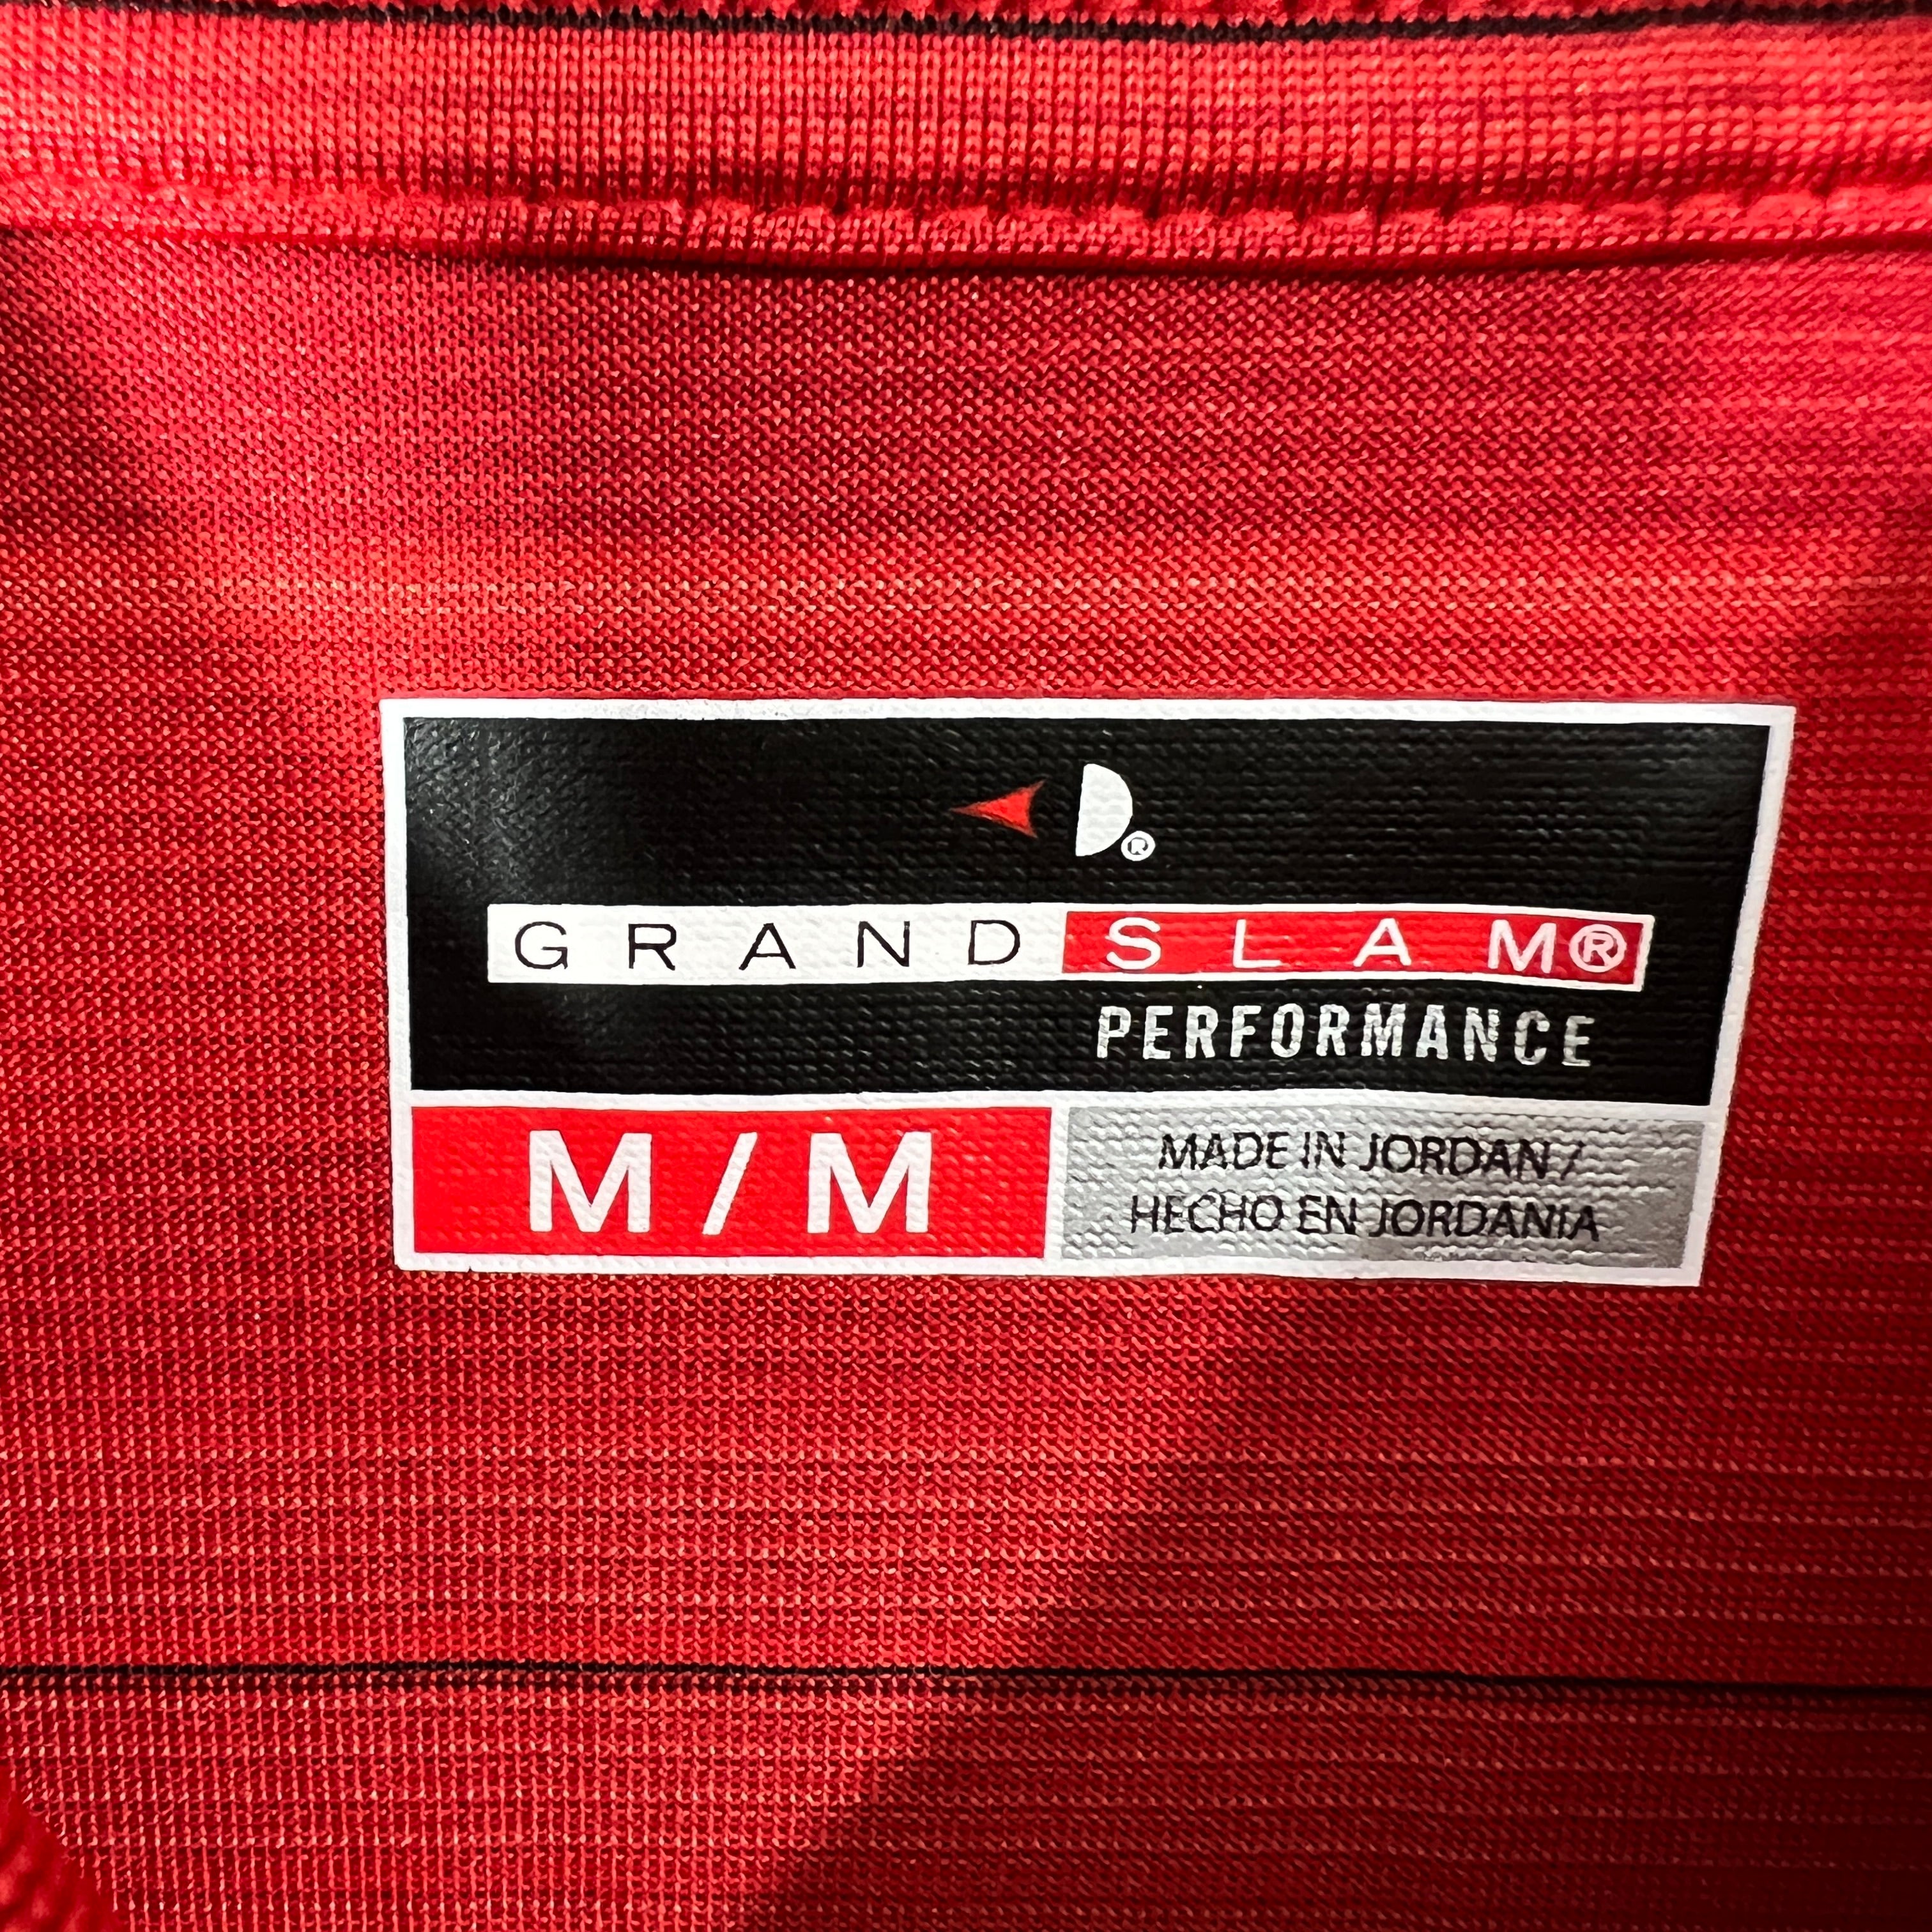 ®
GRAND SLAM®
PERFORMANCE
M / M
MADE IN JORDAN /
HECHO EN JORDANIA